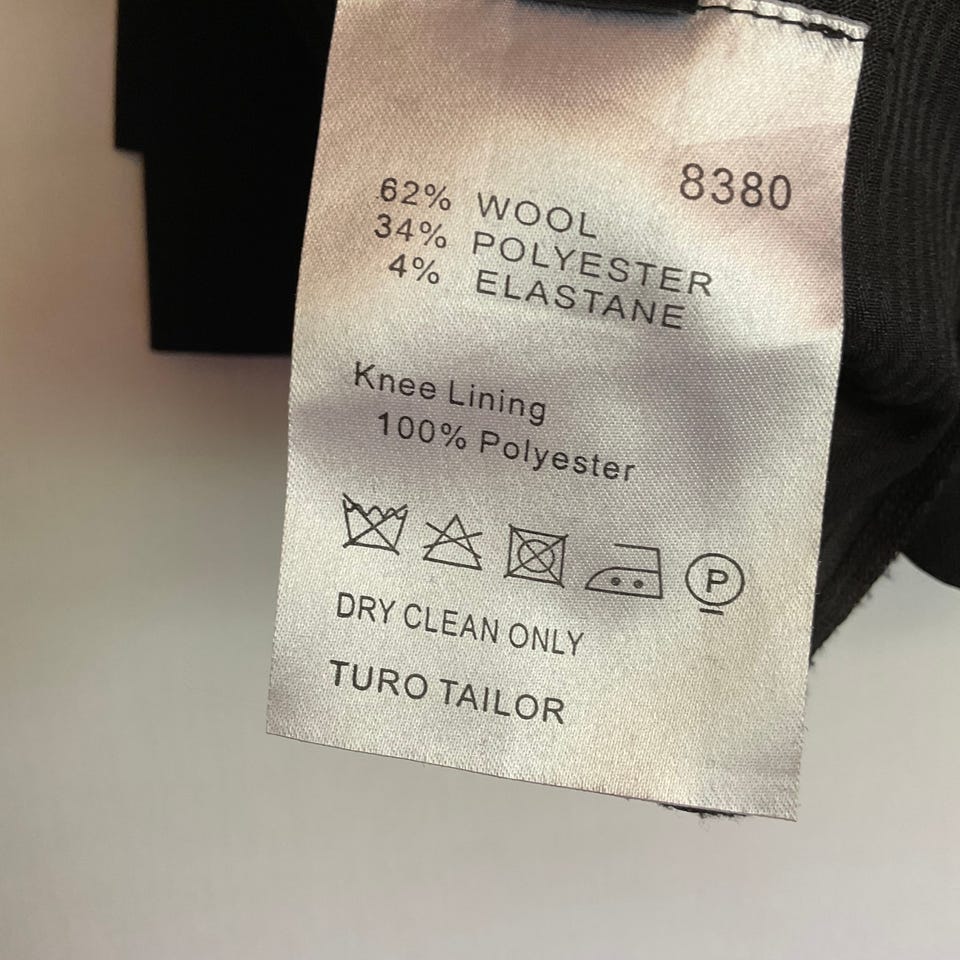 8380
62% WOOL
34% POLYESTER
4% ELASTANE
Knee Lining
100% Polyester
P
DRY CLEAN ONLY
TURO TAILOR